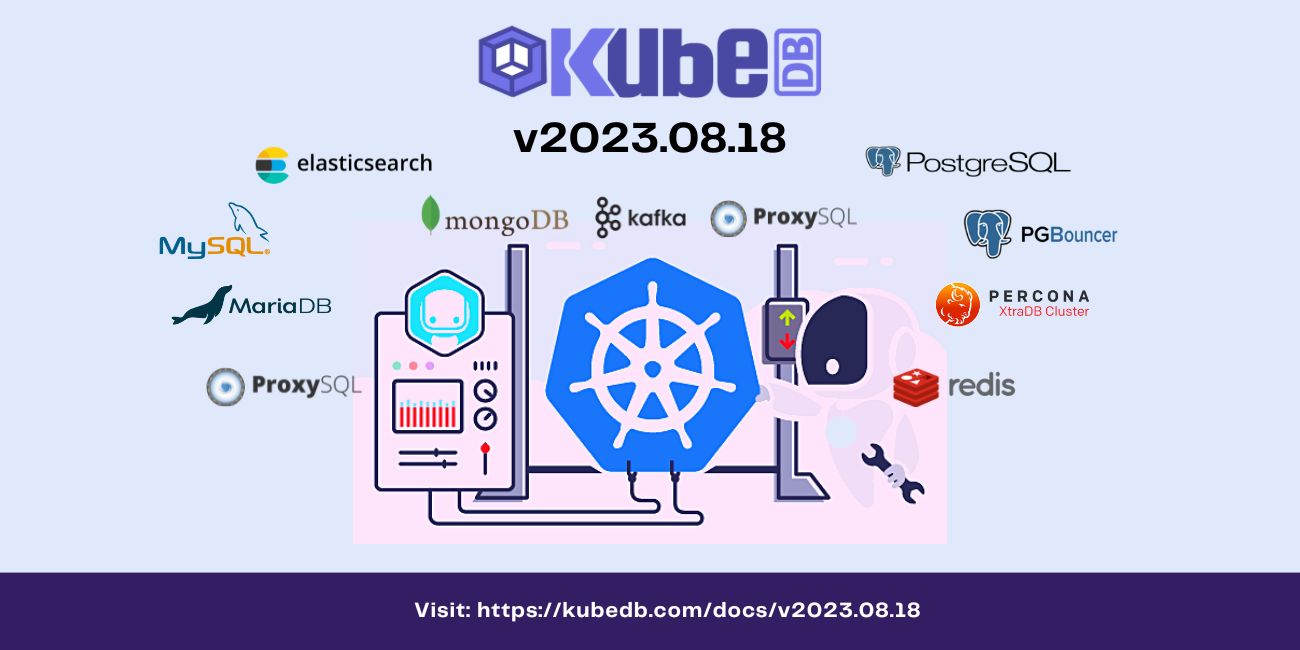 KubeDB
v2023.08.18
elasticsearch
PostgreSQL
MySQL®
mongoDB
kafka
ProxySQL
PGBouncer
MariaDB
PERCONA
XtraDB Cluster
ProxySQL
redis
Visit: https://kubedb.com/docs/v2023.08.18